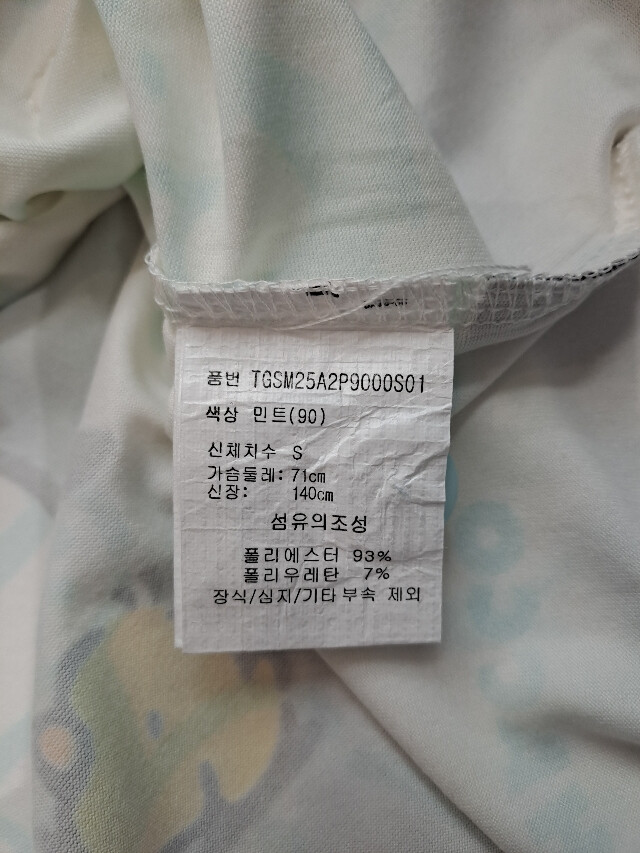 품번 TGSM25A2P9000S01
색상 민트(90)
신체치수 S
가슴둘레: 71cm
신장: 140cm
섬유의조성
폴리에스터 93%
폴리우레탄 7%
장식/심지/기타 부속 제외